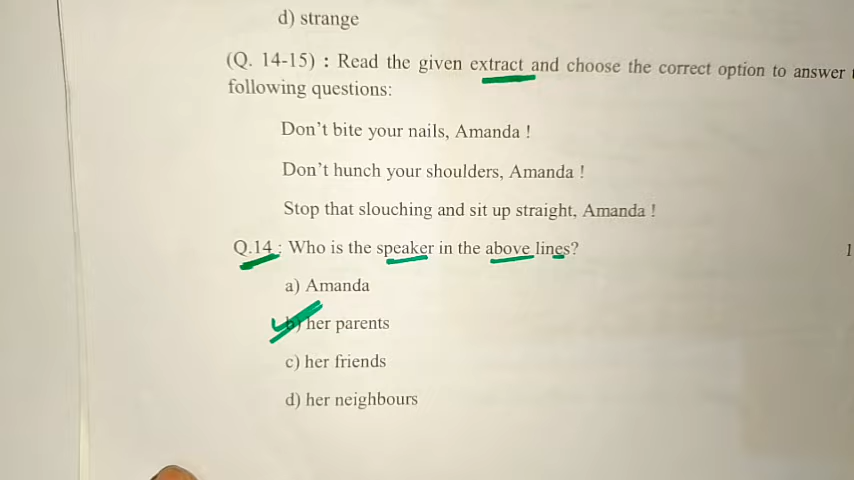 d) strange
(Q. 14-15) : Read the given extract and choose the correct option to answer
following questions:
Don't bite your nails, Amanda !
Don't hunch your shoulders, Amanda !
Stop that slouching and sit up straight, Amanda !
Q.14 : Who is the speaker in the above lines?
1
a) Amanda
b) her parents
c) her friends
d) her neighbours